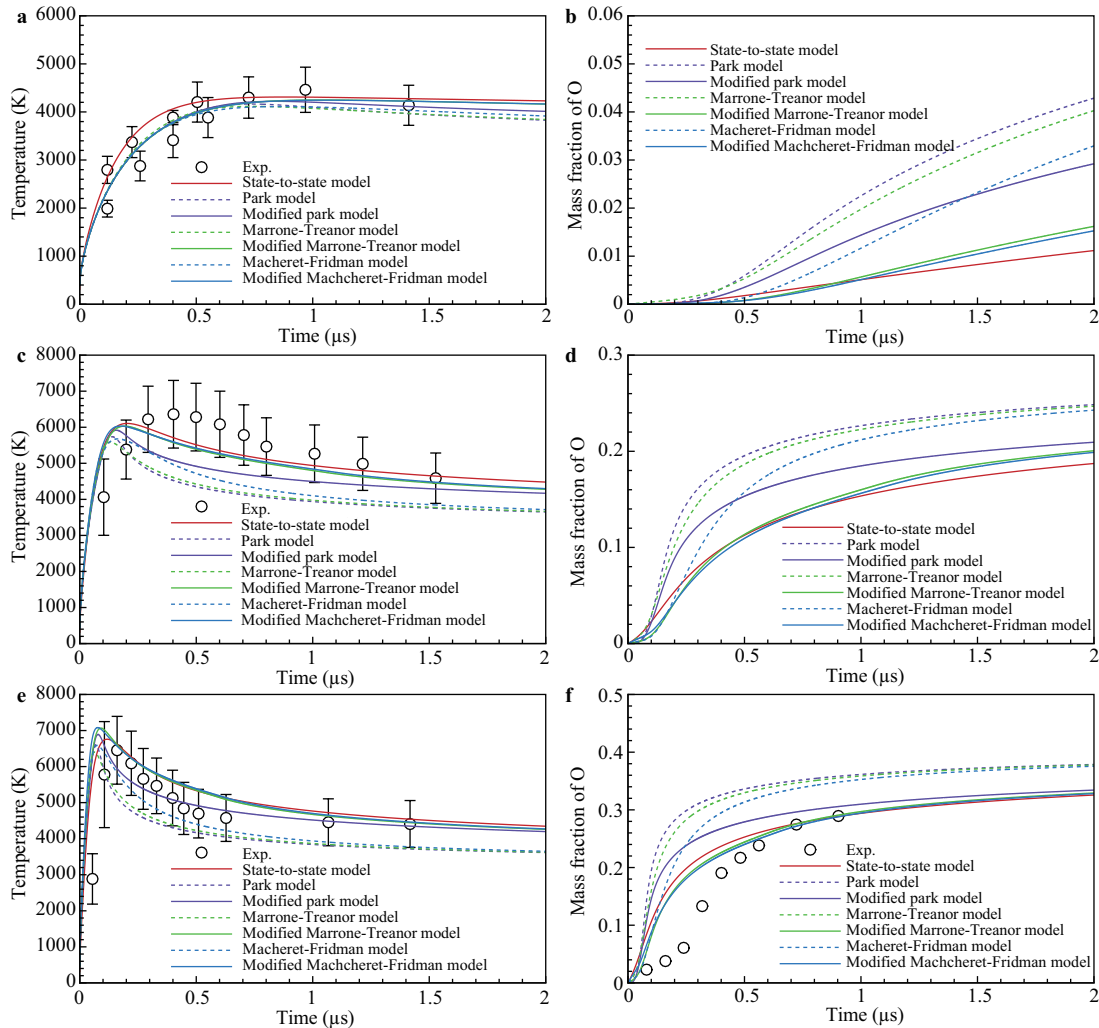 a
6000
5000
4000
3000
2000
1000
0
Temperature (K)
Exp.
State-to-state model
Park model
Modified park model
Marrone-Treanor model
Modified Marrone-Treanor model
Macheret-Fridman model
Modified Machcheret-Fridman model
0 0.5 1 1.5 2
Time (µs)
b
0.06
0.05
0.04
0.03
0.02
0.01
0
Mass fraction of O
State-to-state model
Park model
Modified park model
Marrone-Treanor model
Modified Marrone-Treanor model
Macheret-Fridman model
Modified Machcheret-Fridman model
0 0.5 1 1.5 2
Time (µs)
c
8000
7000
6000
5000
4000
3000
2000
1000
0
Temperature (K)
Exp.
State-to-state model
Park model
Modified park model
Marrone-Treanor model
Modified Marrone-Treanor model
Macheret-Fridman model
Modified Machcheret-Fridman model
0 0.5 1 1.5 2
Time (µs)
d
0.3
0.2
0.1
0
Mass fraction of O
State-to-state model
Park model
Modified park model
Marrone-Treanor model
Modified Marrone-Treanor model
Macheret-Fridman model
Modified Machcheret-Fridman model
0 0.5 1 1.5 2
Time (µs)
e
8000
7000
6000
5000
4000
3000
2000
1000
0
Temperature (K)
Exp.
State-to-state model
Park model
Modified park model
Marrone-Treanor model
Modified Marrone-Treanor model
Macheret-Fridman model
Modified Machcheret-Fridman model
0 0.5 1 1.5 2
Time (µs)
f
0.5
0.4
0.3
0.2
0.1
0
Mass fraction of O
Exp.
State-to-state model
Park model
Modified park model
Marrone-Treanor model
Modified Marrone-Treanor model
Macheret-Fridman model
Modified Machcheret-Fridman model
0 0.5 1 1.5 2
Time (µs)